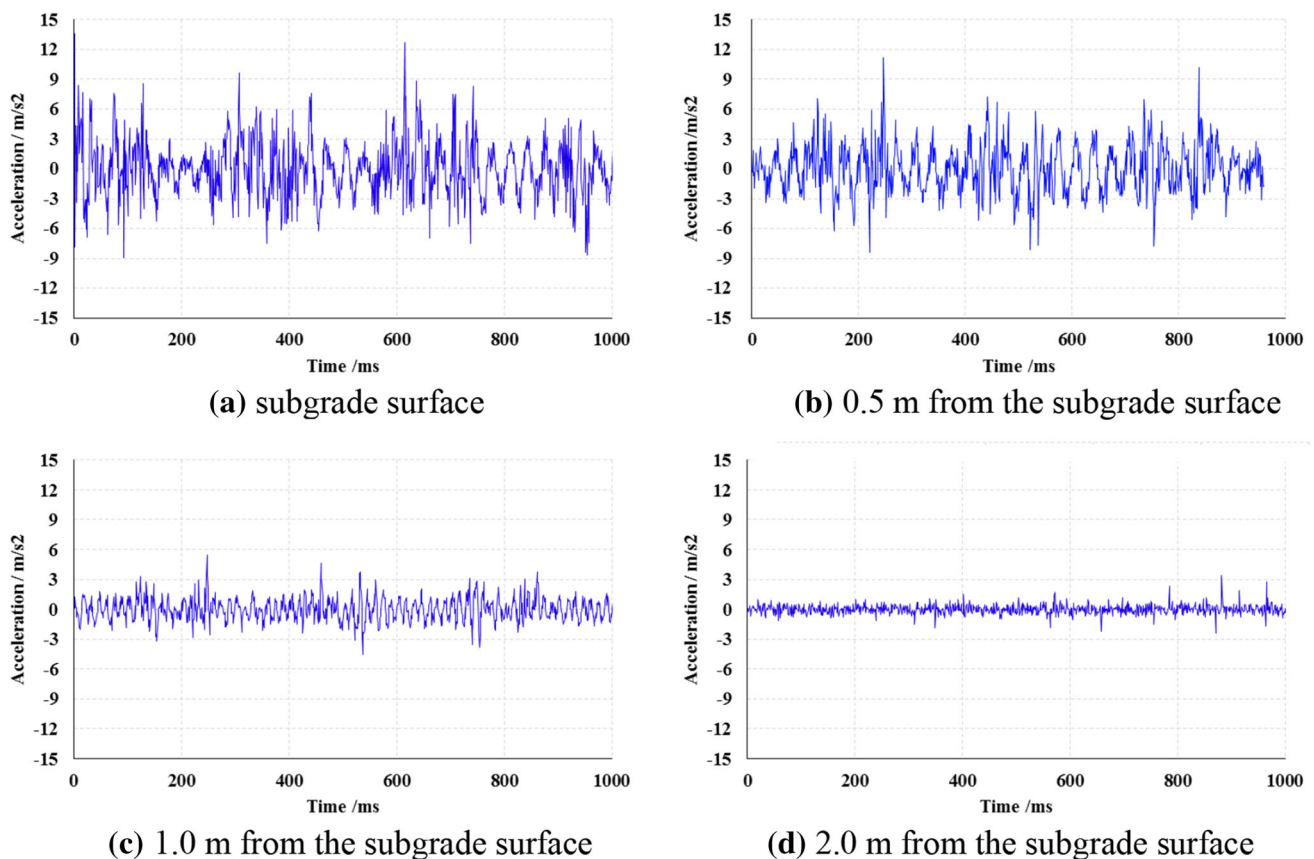 15
12
9
6
3
0
-3
-6
-9
-12
-15
Acceleration / m/s2
0 200 400 600 800 1000
Time /ms
(a) subgrade surface
15
12
9
6
3
0
-3
-6
-9
-12
-15
Acceleration /m/s2
0 200 400 600 800 1000
Time /ms
(b) 0.5 m from the subgrade surface
15
12
9
6
3
0
-3
-6
-9
-12
-15
Acceleration / m/s2
0 200 400 600 800 1000
Time /ms
(c) 1.0 m from the subgrade surface
15
12
9
6
3
0
-3
-6
-9
-12
-15
Acceleration / m/s2
0 200 400 600 800 1000
Time /ms
(d) 2.0 m from the subgrade surface